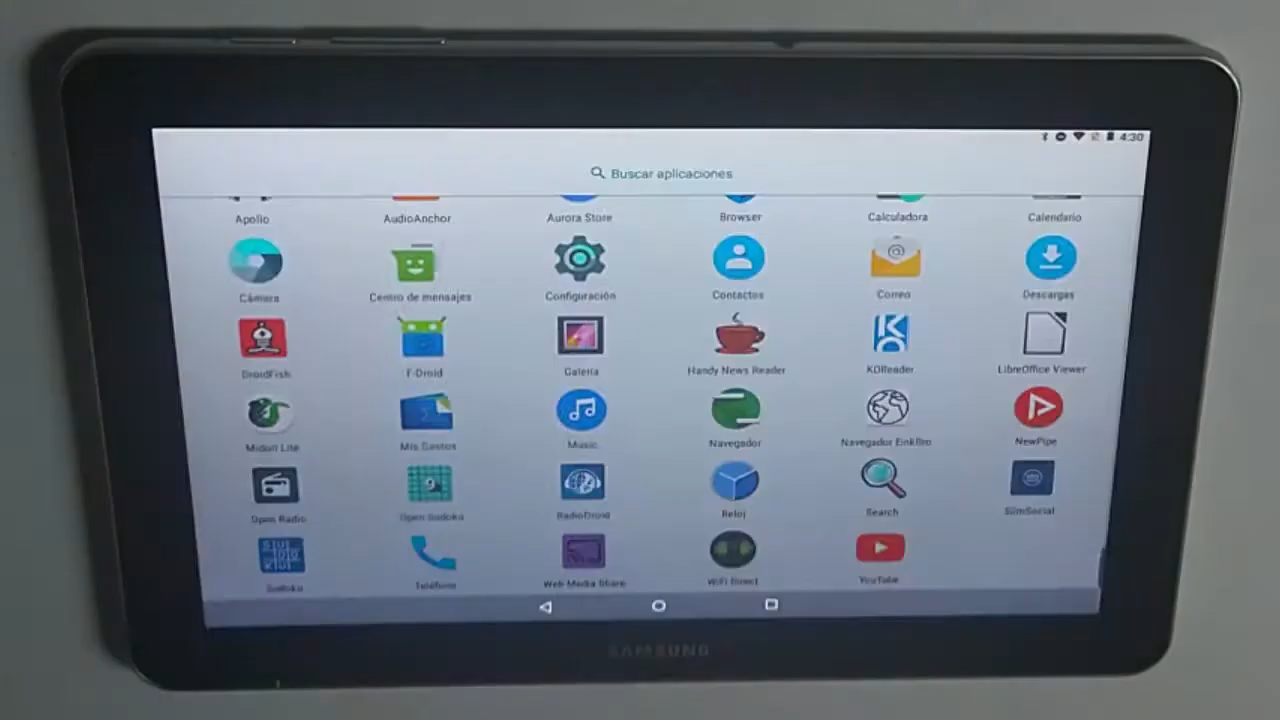 4:30
Buscar aplicaciones
Apollo AudioAnchor Aurora Store Browser Calculadora Calendario
Cámara Centro de mensajes Configuración Contactos Correo Descargas
DroidFish F-Droid Galería Handy News Reader KOReader LibreOffice Viewer
Midori Lite Mis Gastos Music Navegador Navegador EinkBro NewPipe
Open Radio Open Sudoku RadioDroid Reloj Search SlimSocial
Sudoku Teléfono Web Media Share WiFi Direct YouTube
SAMSUNG